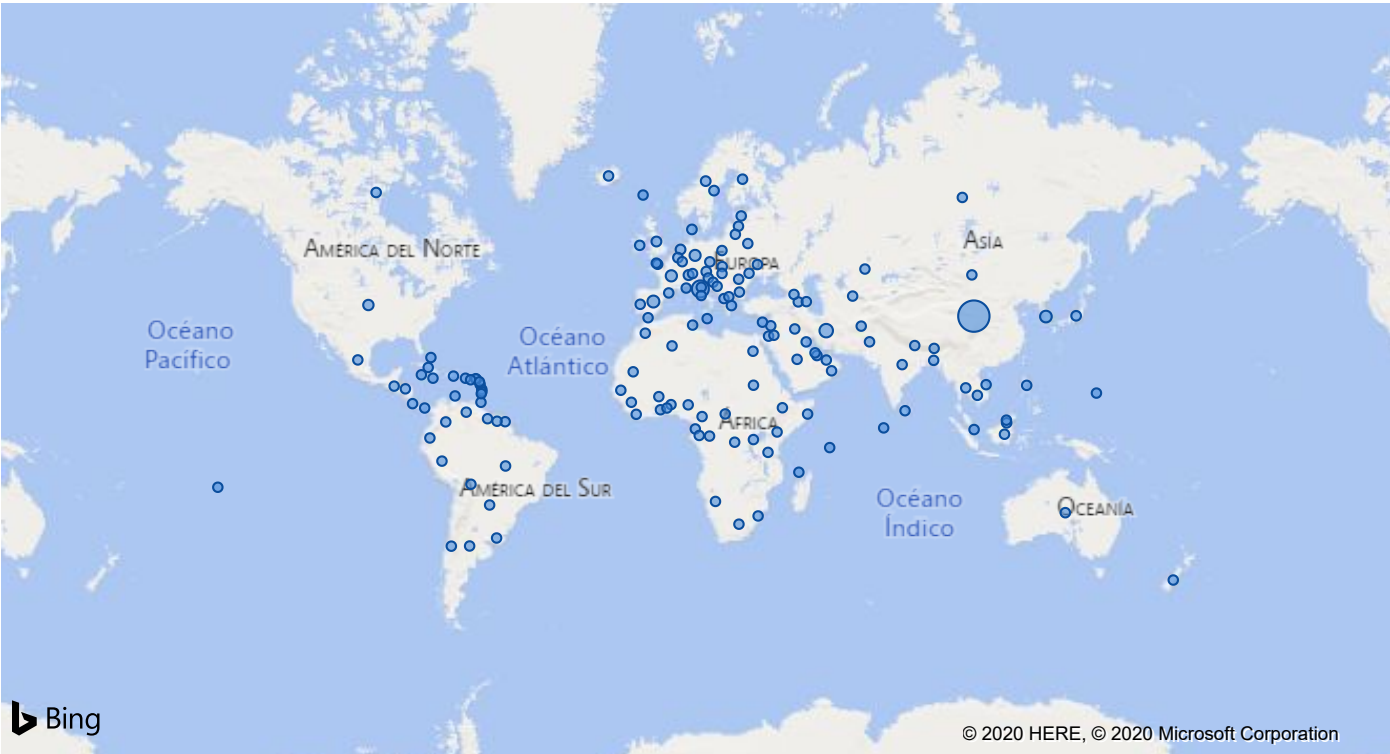 AMÉRICA DEL NORTE
EUROPA
ASIA
Océano
Pacífico
Océano
Atlántico
ÁFRICA
AMÉRICA DEL SUR
Océano
Índico
OCEANÍA
Bing
© 2020 HERE, © 2020 Microsoft Corporation